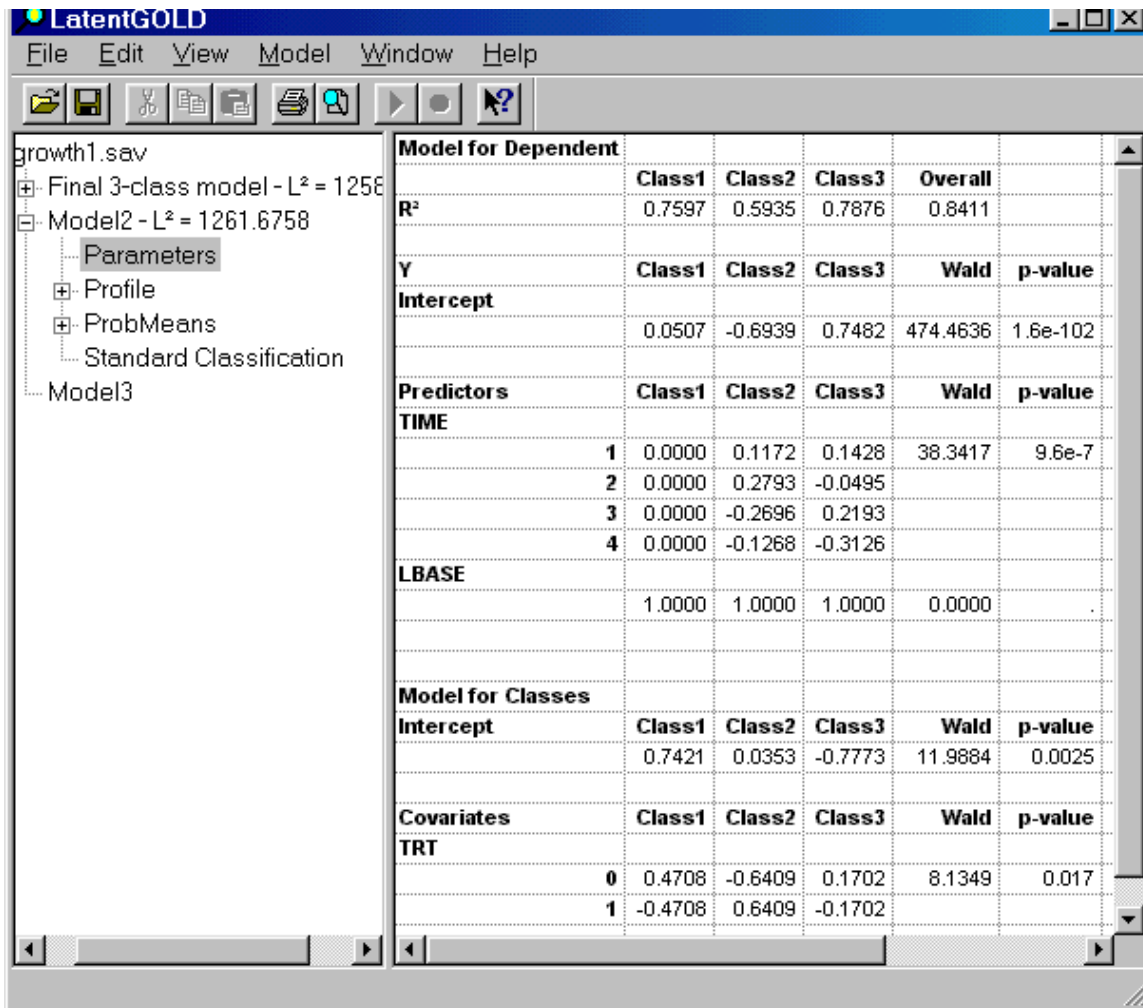 LatentGOLD
File Edit View Model Window Help
growth1.sav
Final 3-class model - L² = 1258
Model2 - L² = 1261.6758
Parameters
Profile
ProbMeans
Standard Classification
Model3
Model for Dependent
Class1 Class2 Class3 Overall
R² 0.7597 0.5935 0.7876 0.8411
Y Class1 Class2 Class3 Wald p-value
Intercept
0.0507 -0.6939 0.7482 474.4636 1.6e-102
Predictors Class1 Class2 Class3 Wald p-value
TIME
1 0.0000 0.1172 0.1428 38.3417 9.6e-7
2 0.0000 0.2793 -0.0495
3 0.0000 -0.2696 0.2193
4 0.0000 -0.1268 -0.3126
LBASE
1.0000 1.0000 1.0000 0.0000 .
Model for Classes
Intercept Class1 Class2 Class3 Wald p-value
0.7421 0.0353 -0.7773 11.9884 0.0025
Covariates Class1 Class2 Class3 Wald p-value
TRT
0 0.4708 -0.6409 0.1702 8.1349 0.017
1 -0.4708 0.6409 -0.1702